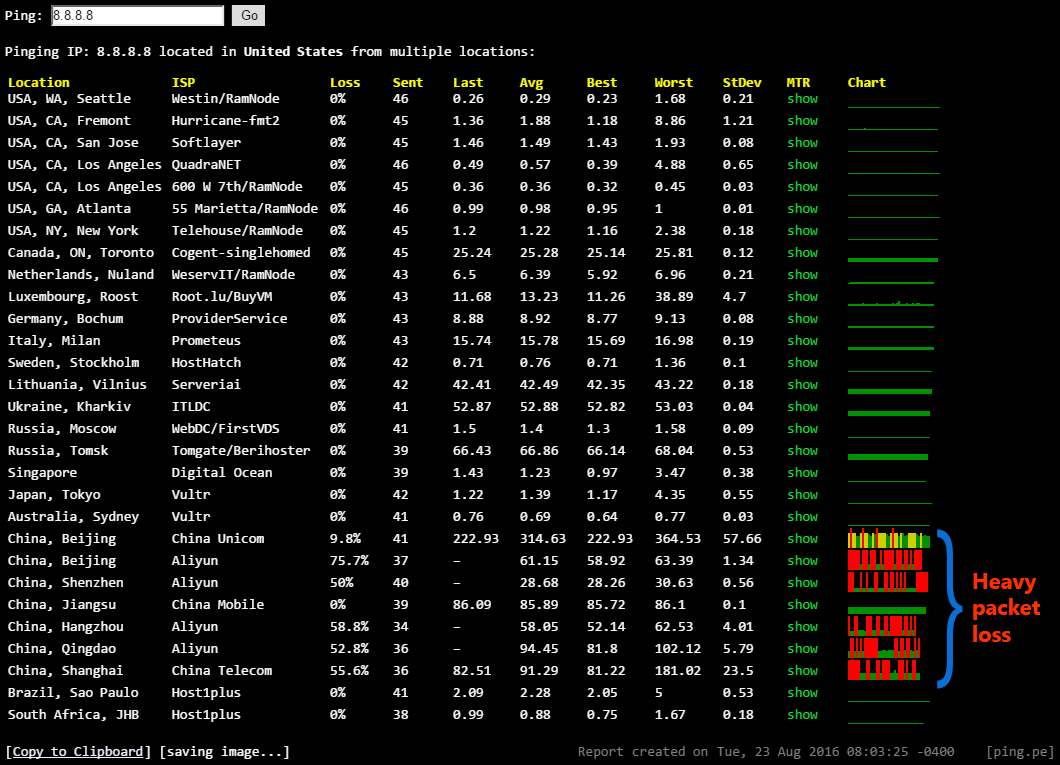 Ping: 8.8.8.8 Go
Pinging IP: 8.8.8.8 located in United States from multiple locations:
Location ISP Loss Sent Last Avg Best Worst StDev MTR Chart
USA, WA, Seattle Westin/RamNode 0% 46 0.26 0.29 0.23 1.68 0.21 show
USA, CA, Fremont Hurricane-fmt2 0% 45 1.36 1.88 1.18 8.86 1.21 show
USA, CA, San Jose Softlayer 0% 45 1.46 1.49 1.43 1.93 0.08 show
USA, CA, Los Angeles QuadraNET 0% 46 0.49 0.57 0.39 4.88 0.65 show
USA, CA, Los Angeles 600 W 7th/RamNode 0% 45 0.36 0.36 0.32 0.45 0.03 show
USA, GA, Atlanta 55 Marietta/RamNode 0% 46 0.99 0.98 0.95 1 0.01 show
USA, NY, New York Telehouse/RamNode 0% 45 1.2 1.22 1.16 2.38 0.18 show
Canada, ON, Toronto Cogent-singlehomed 0% 45 25.24 25.28 25.14 25.81 0.12 show
Netherlands, Nuland WeservIT/RamNode 0% 43 6.5 6.39 5.92 6.96 0.21 show
Luxembourg, Roost Root.lu/BuyVM 0% 43 11.68 13.23 11.26 38.89 4.7 show
Germany, Bochum ProviderService 0% 43 8.88 8.92 8.77 9.13 0.08 show
Italy, Milan Prometeus 0% 43 15.74 15.78 15.69 16.98 0.19 show
Sweden, Stockholm HostHatch 0% 42 0.71 0.76 0.71 1.36 0.1 show
Lithuania, Vilnius Serveriai 0% 42 42.41 42.49 42.35 43.22 0.18 show
Ukraine, Kharkiv ITLDC 0% 41 52.87 52.88 52.82 53.03 0.04 show
Russia, Moscow WebDC/FirstVDS 0% 41 1.5 1.4 1.3 1.58 0.09 show
Russia, Tomsk Tomgate/Berihoster 0% 39 66.43 66.86 66.14 68.04 0.53 show
Singapore Digital Ocean 0% 39 1.43 1.23 0.97 3.47 0.38 show
Japan, Tokyo Vultr 0% 42 1.22 1.39 1.17 4.35 0.55 show
Australia, Sydney Vultr 0% 41 0.76 0.69 0.64 0.77 0.03 show
China, Beijing China Unicom 9.8% 41 222.93 314.63 222.93 364.53 57.66 show
China, Beijing Aliyun 75.7% 37 – 61.15 58.92 63.39 1.34 show
China, Shenzhen Aliyun 50% 40 – 28.68 28.26 30.63 0.56 show
China, Jiangsu China Mobile 0% 39 86.09 85.89 85.72 86.1 0.1 show
China, Hangzhou Aliyun 58.8% 34 – 58.05 52.14 62.53 4.01 show
China, Qingdao Aliyun 52.8% 36 – 94.45 81.8 102.12 5.79 show
China, Shanghai China Telecom 55.6% 36 82.51 91.29 81.22 181.02 23.5 show
Brazil, Sao Paulo Host1plus 0% 41 2.09 2.28 2.05 5 0.53 show
South Africa, JHB Host1plus 0% 38 0.99 0.88 0.75 1.67 0.18 show
Heavy
packet
loss
[Copy to Clipboard] [saving image...] Report created on Tue, 23 Aug 2016 08:03:25 -0400 [ping.pe]